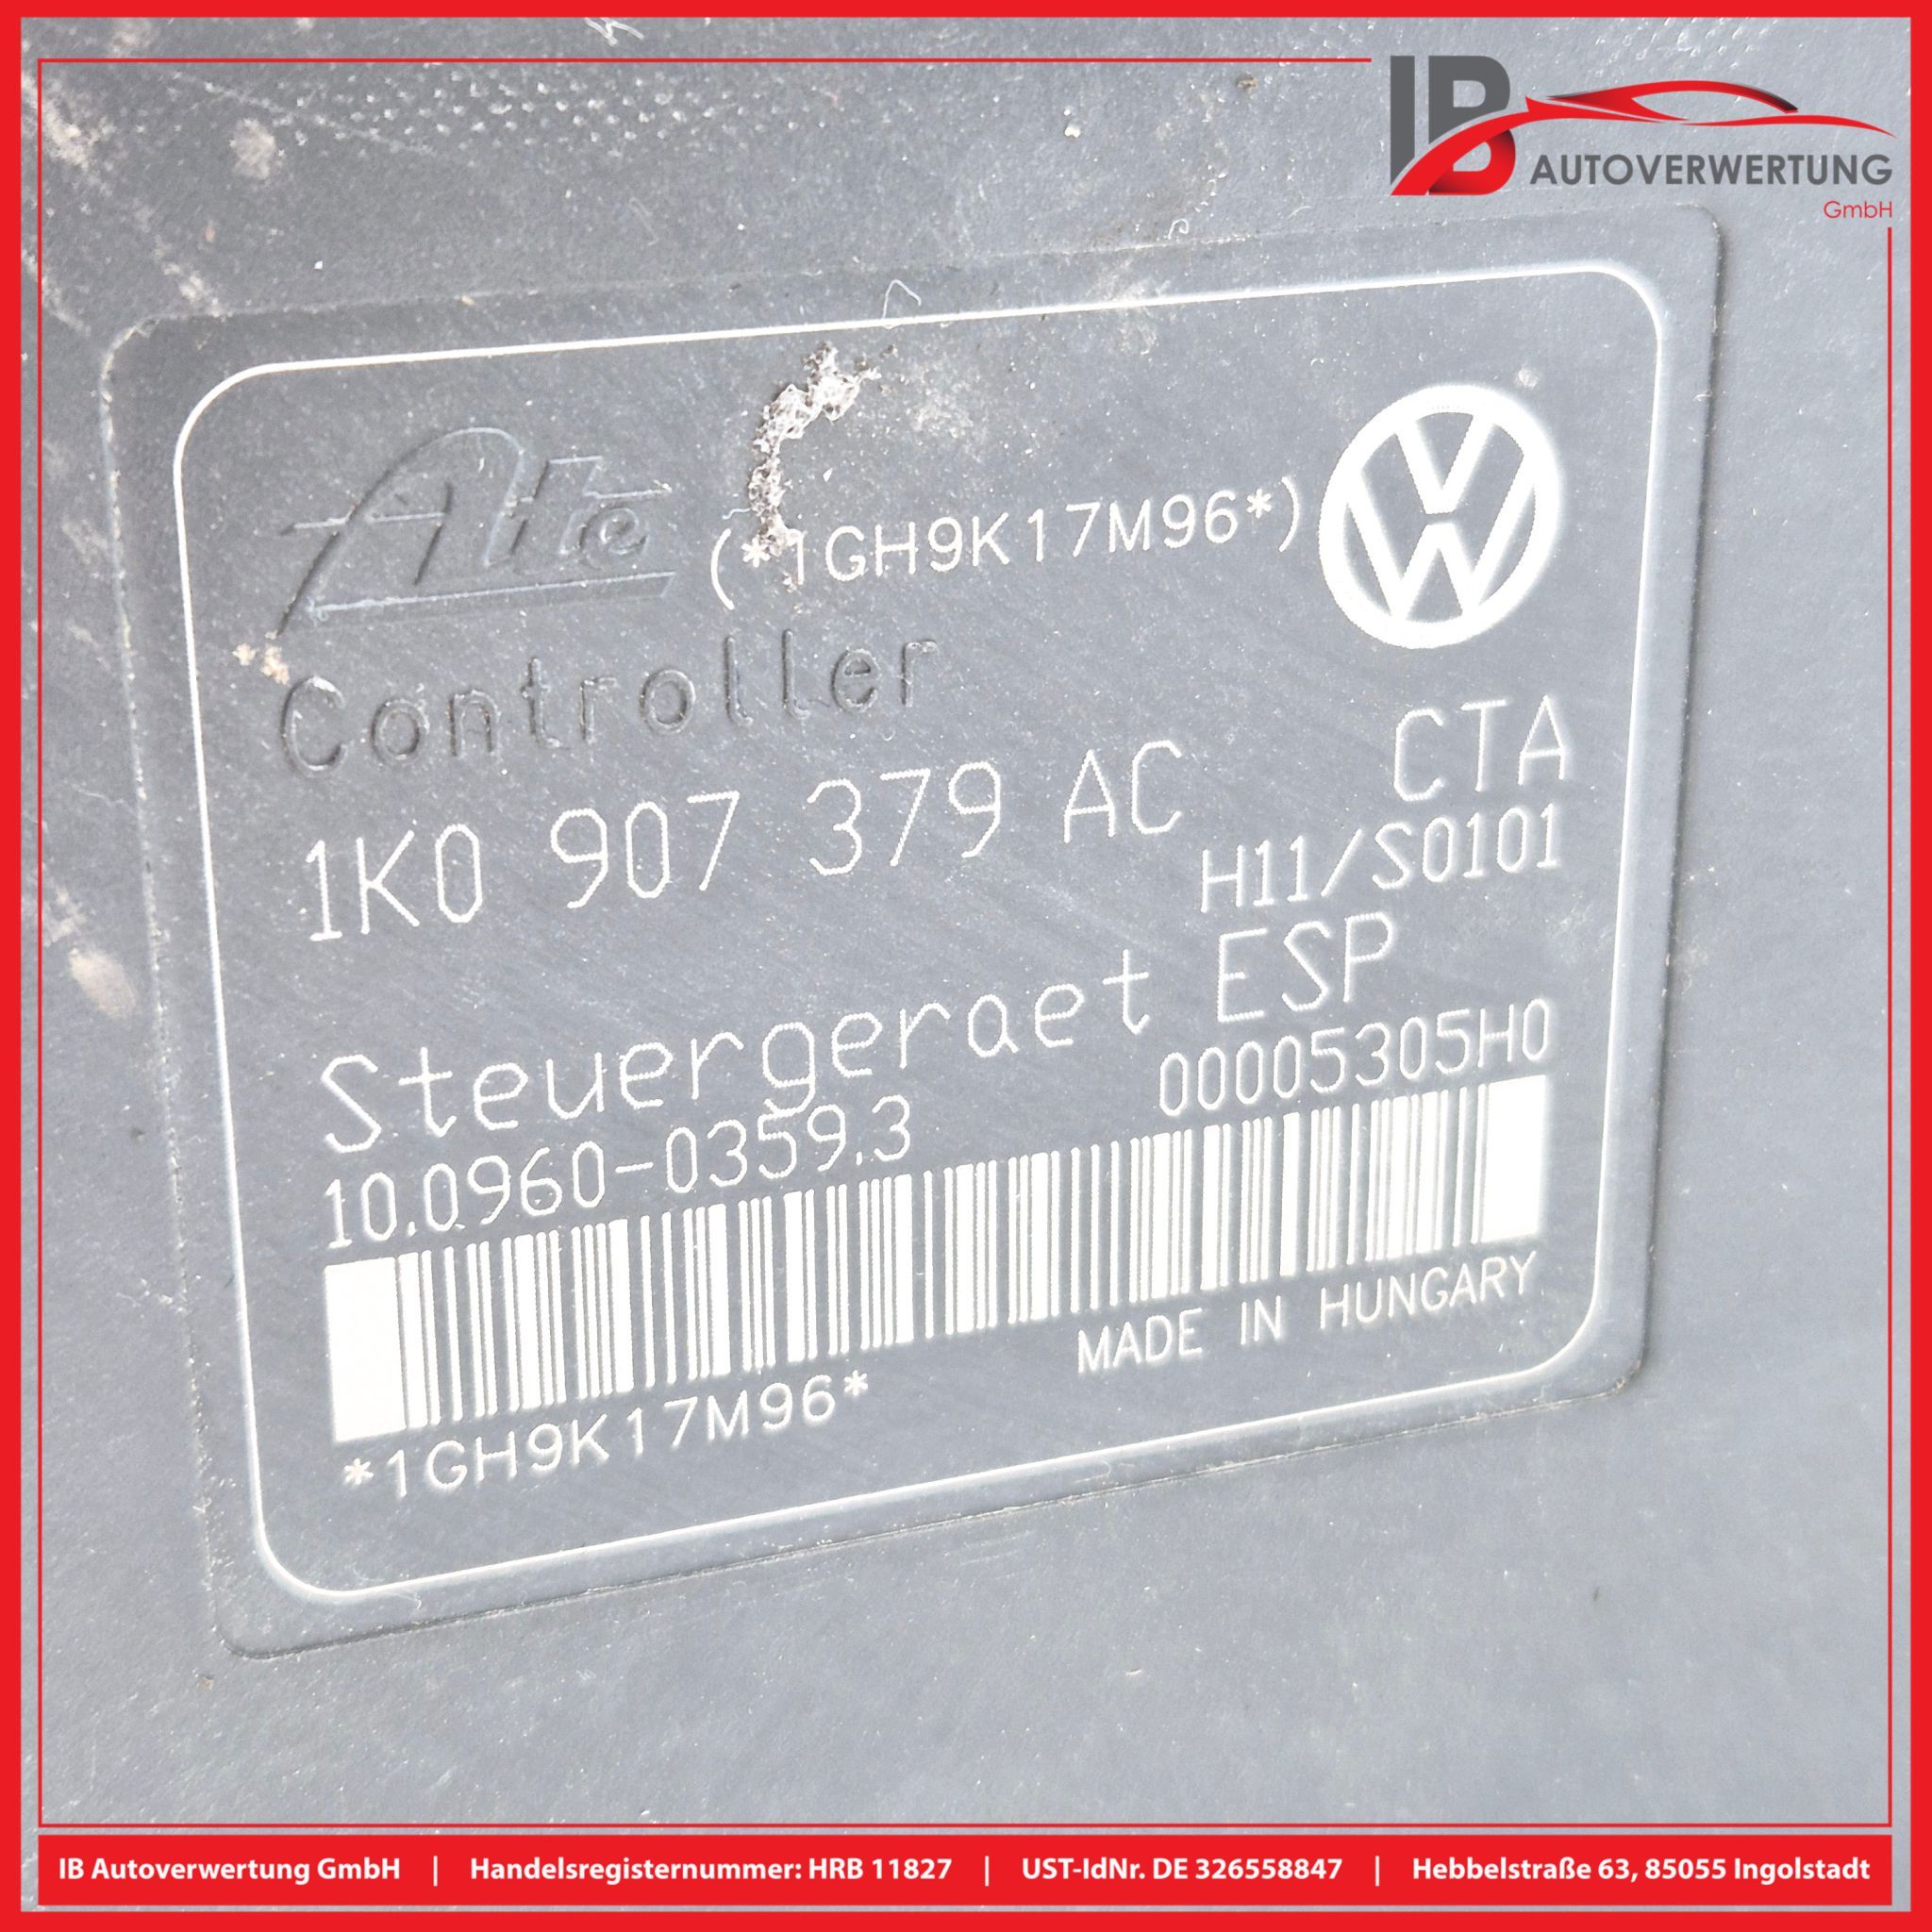 IB
AUTOVERWERTUNG
GmbH
Ate
(*1GH9K17M96*)
Controller
CTA
1K0 907 379 AC
H11/S0101
Steuergeraet ESP
10.0960-0359.3
00005305H0
MADE IN HUNGARY
*1GH9K17M96*
IB Autoverwertung GmbH | Handelsregisternummer: HRB 11827 | UST-IdNr. DE 326558847 | Hebbelstraße 63, 85055 Ingolstadt